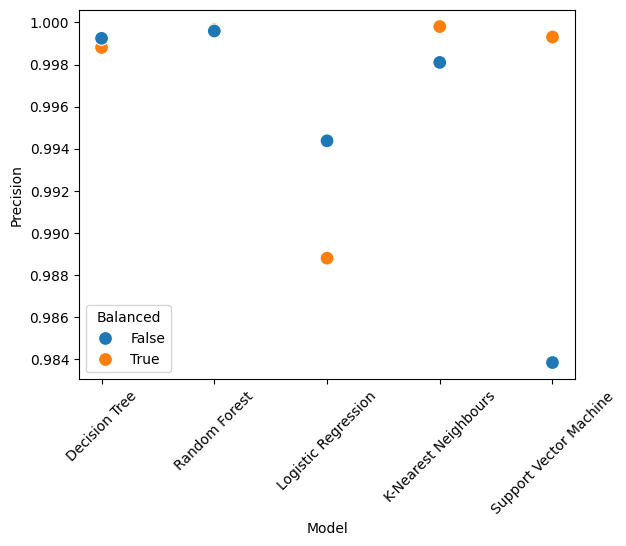 1.000
0.998
0.996
0.994
0.992
0.990
0.988
0.986
0.984
Precision
Balanced
False
True
Decision Tree
Random Forest
Logistic Regression
K-Nearest Neighbours
Support Vector Machine
Model